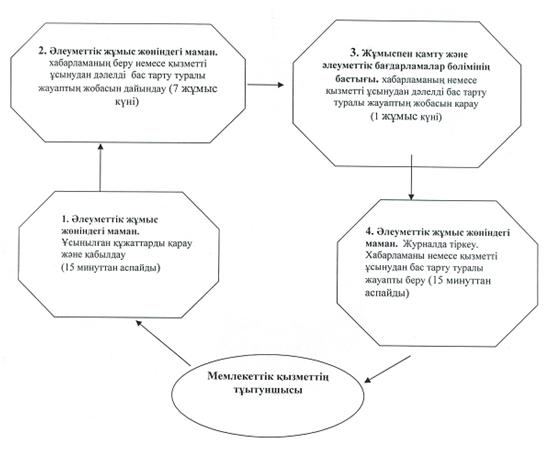 2. Әлеуметтік жұмыс жөніндегі маман.
хабарламаның беру немесе қызметті
ұсынудан дәлелді бас тарту туралы
жауаптың жобасын дайындау (7 жұмыс
күні)
3. Жұмыспен қамту және
әлеуметтік бағдарламалар бөлімінің
бастығы. хабарламаның немесе
қызметті ұсынудан дәлелді бас тарту
туралы жауаптың жобасын қарау
(1 жұмыс күні)
1. Әлеуметтік жұмыс
жөніндегі маман.
Ұсынылған құжаттарды қарау
және қабылдау
(15 минуттан аспайды)
4. Әлеуметтік жұмыс жөніндегі
маман. Журналда тіркеу.
Хабарламаны немесе қызметті
ұсынудан бас тарту туралы
жауапты беру (15 минуттан
аспайды)
Мемлекеттік қызметтің
тұытуншысы